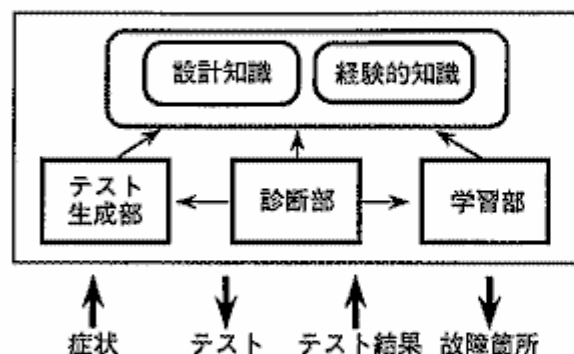 設計知識
経験的知識
テスト
生成部
診断部
学習部
症状
テスト
テスト結果
故障箇所